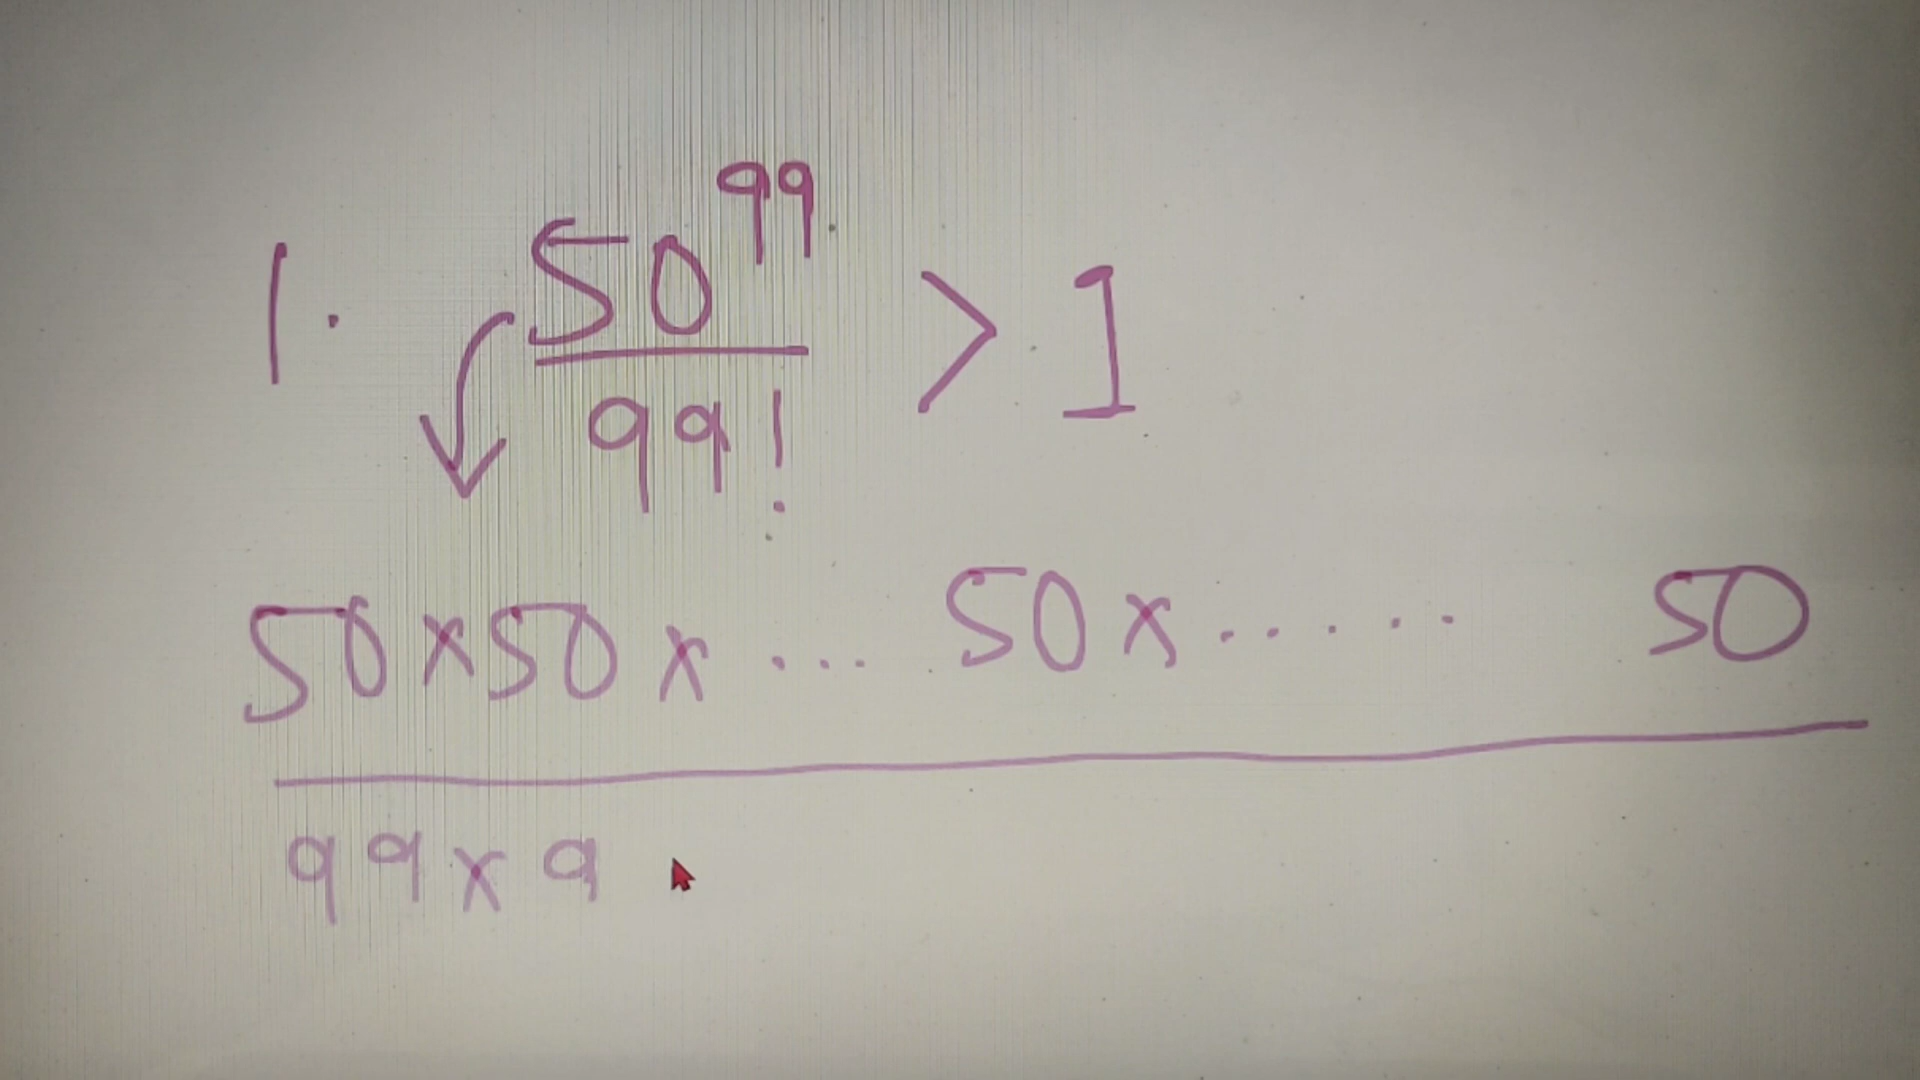 1. 50^99 / 99! > 1
50 x 50 x ... 50 x ...... 50
99 x 9